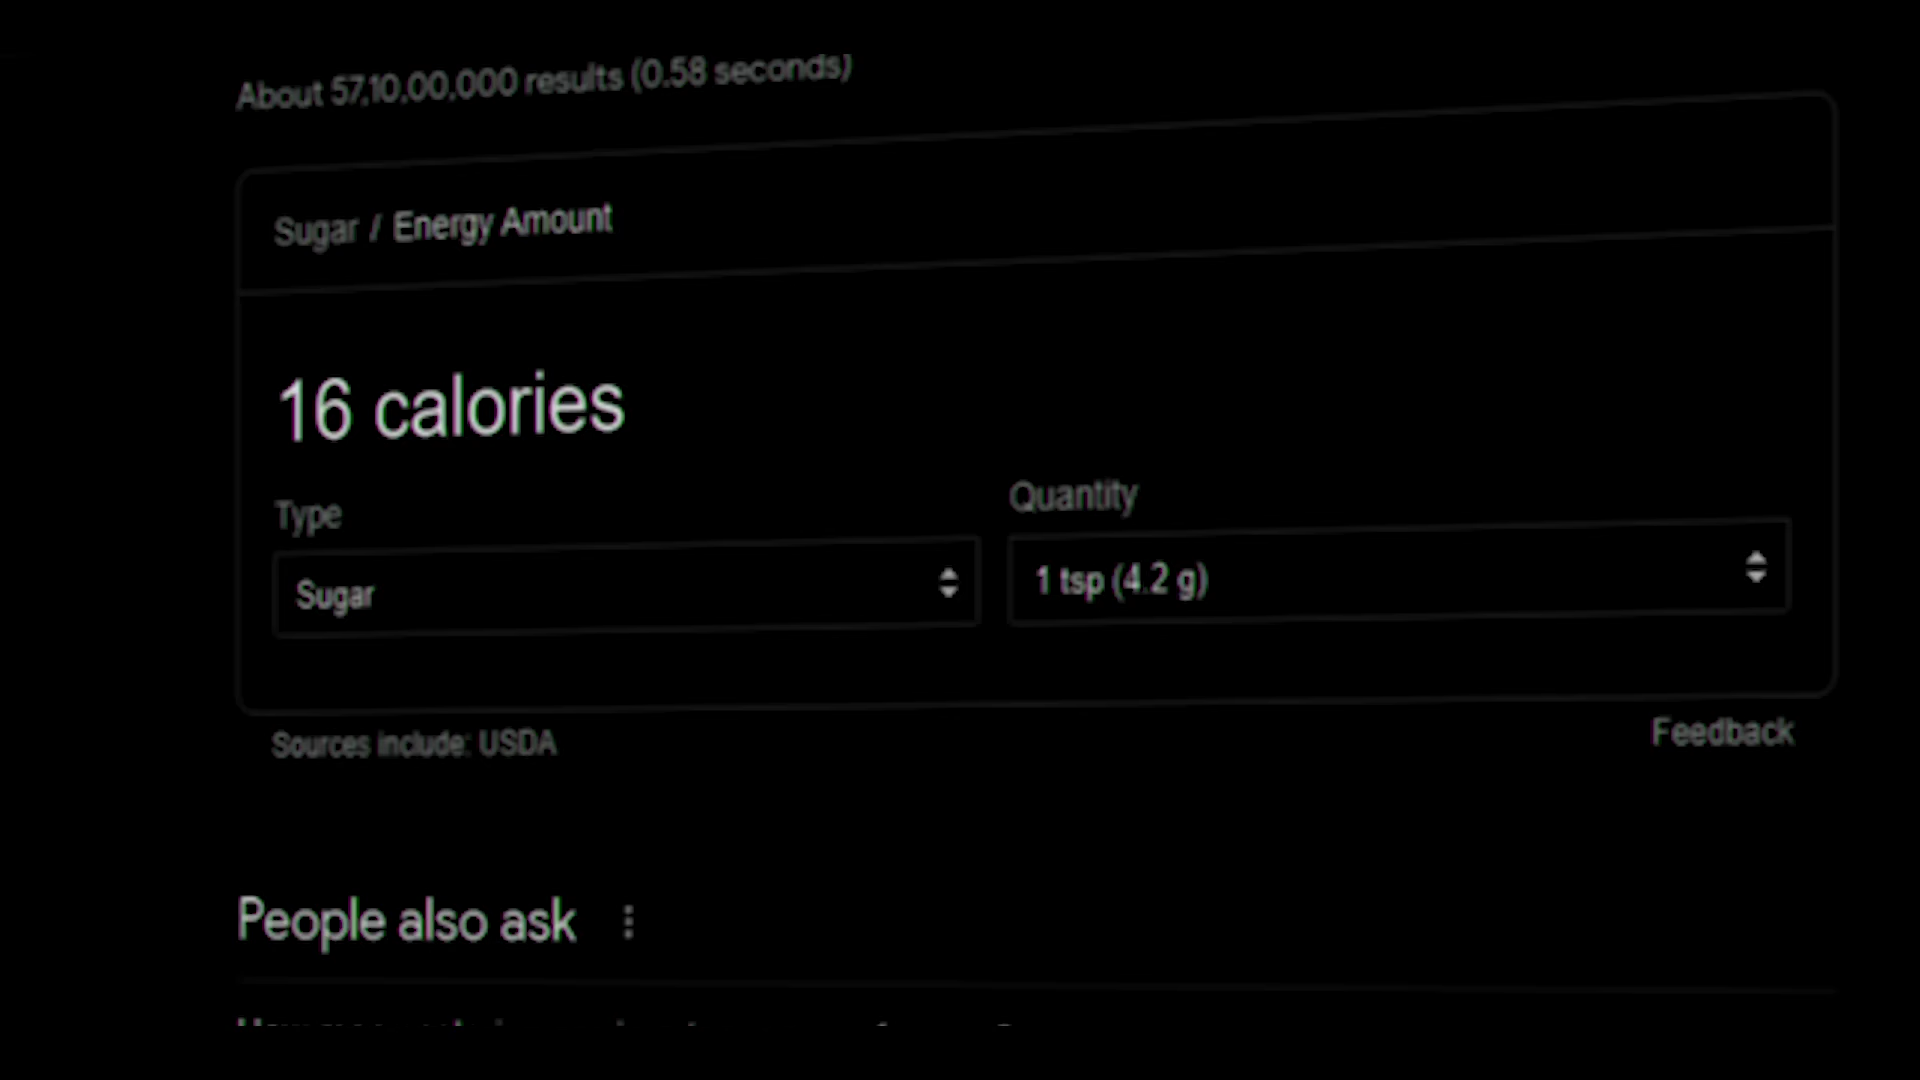 About 57,10,00,000 results (0.58 seconds)
Sugar / Energy Amount
16 calories
Type
Quantity
Sugar
1 tsp (4.2 g)
Sources include: USDA
Feedback
People also ask